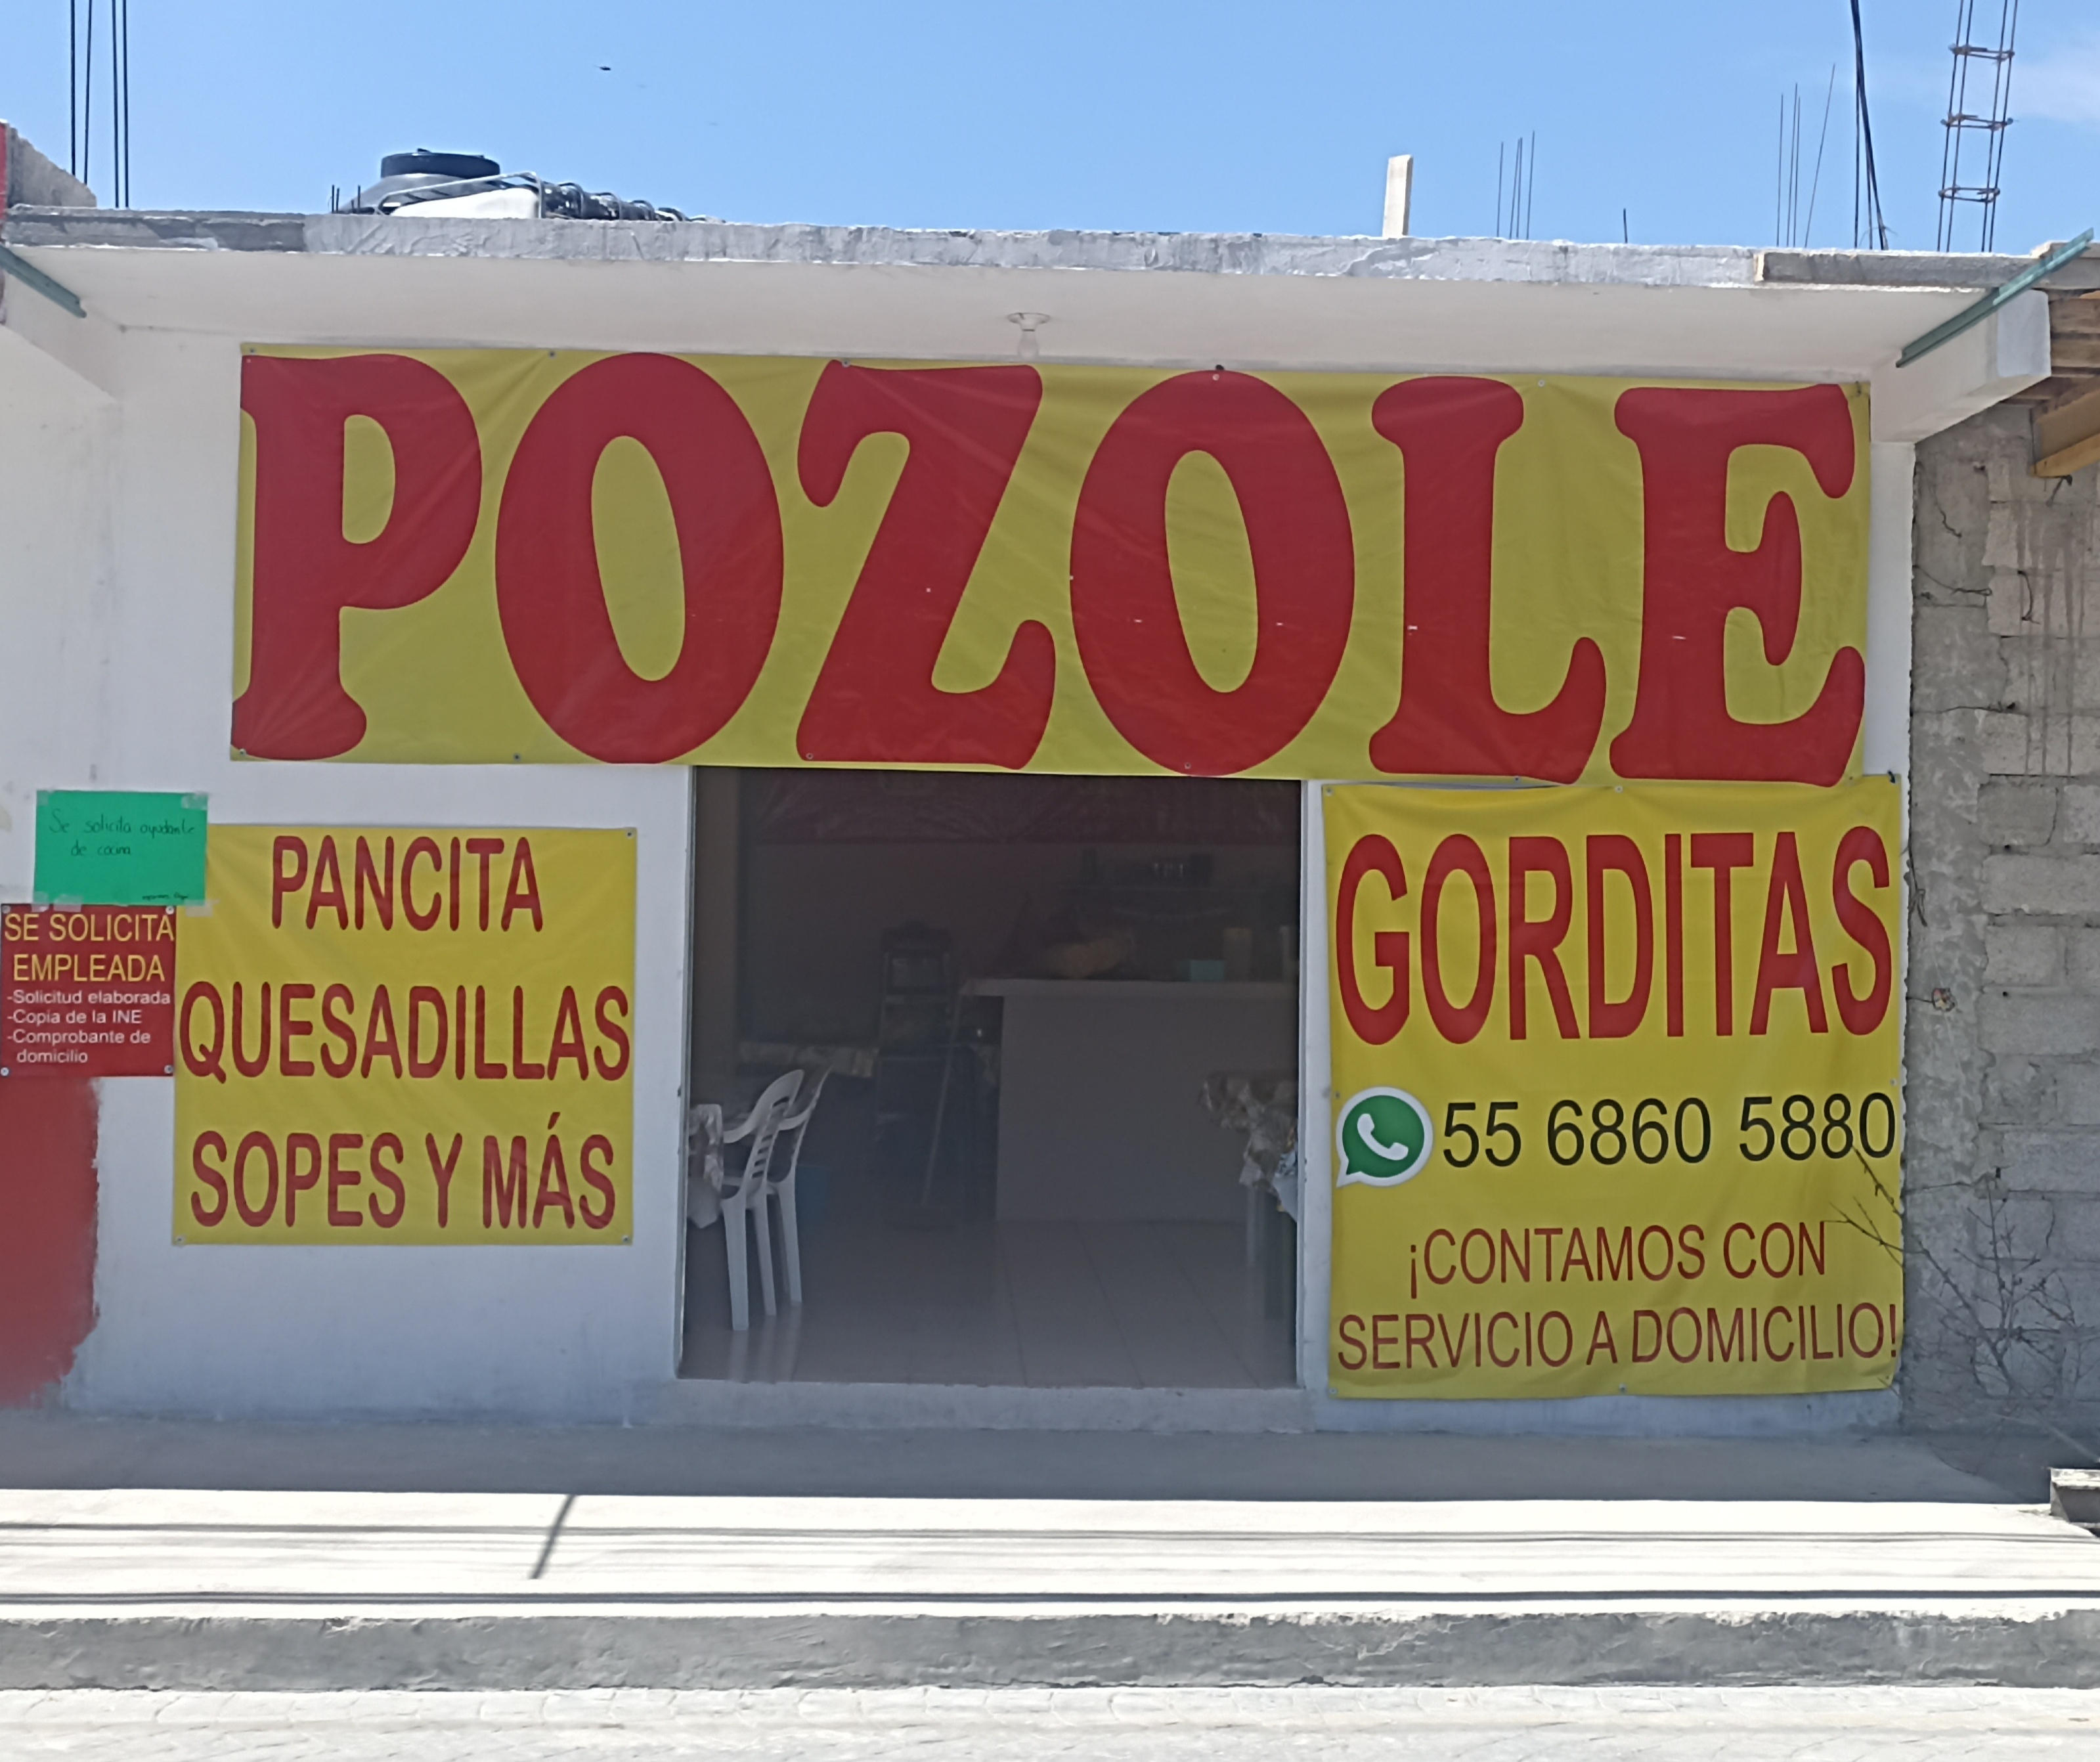 POZOLE
Se solicita ayudante
de cocina
SE SOLICITA
EMPLEADA
-Solicitud elaborada
-Copia de la INE
-Comprobante de
domicilio
PANCITA
QUESADILLAS
SOPES Y MÁS
GORDITAS
55 6860 5880
¡CONTAMOS CON
SERVICIO A DOMICILIO!